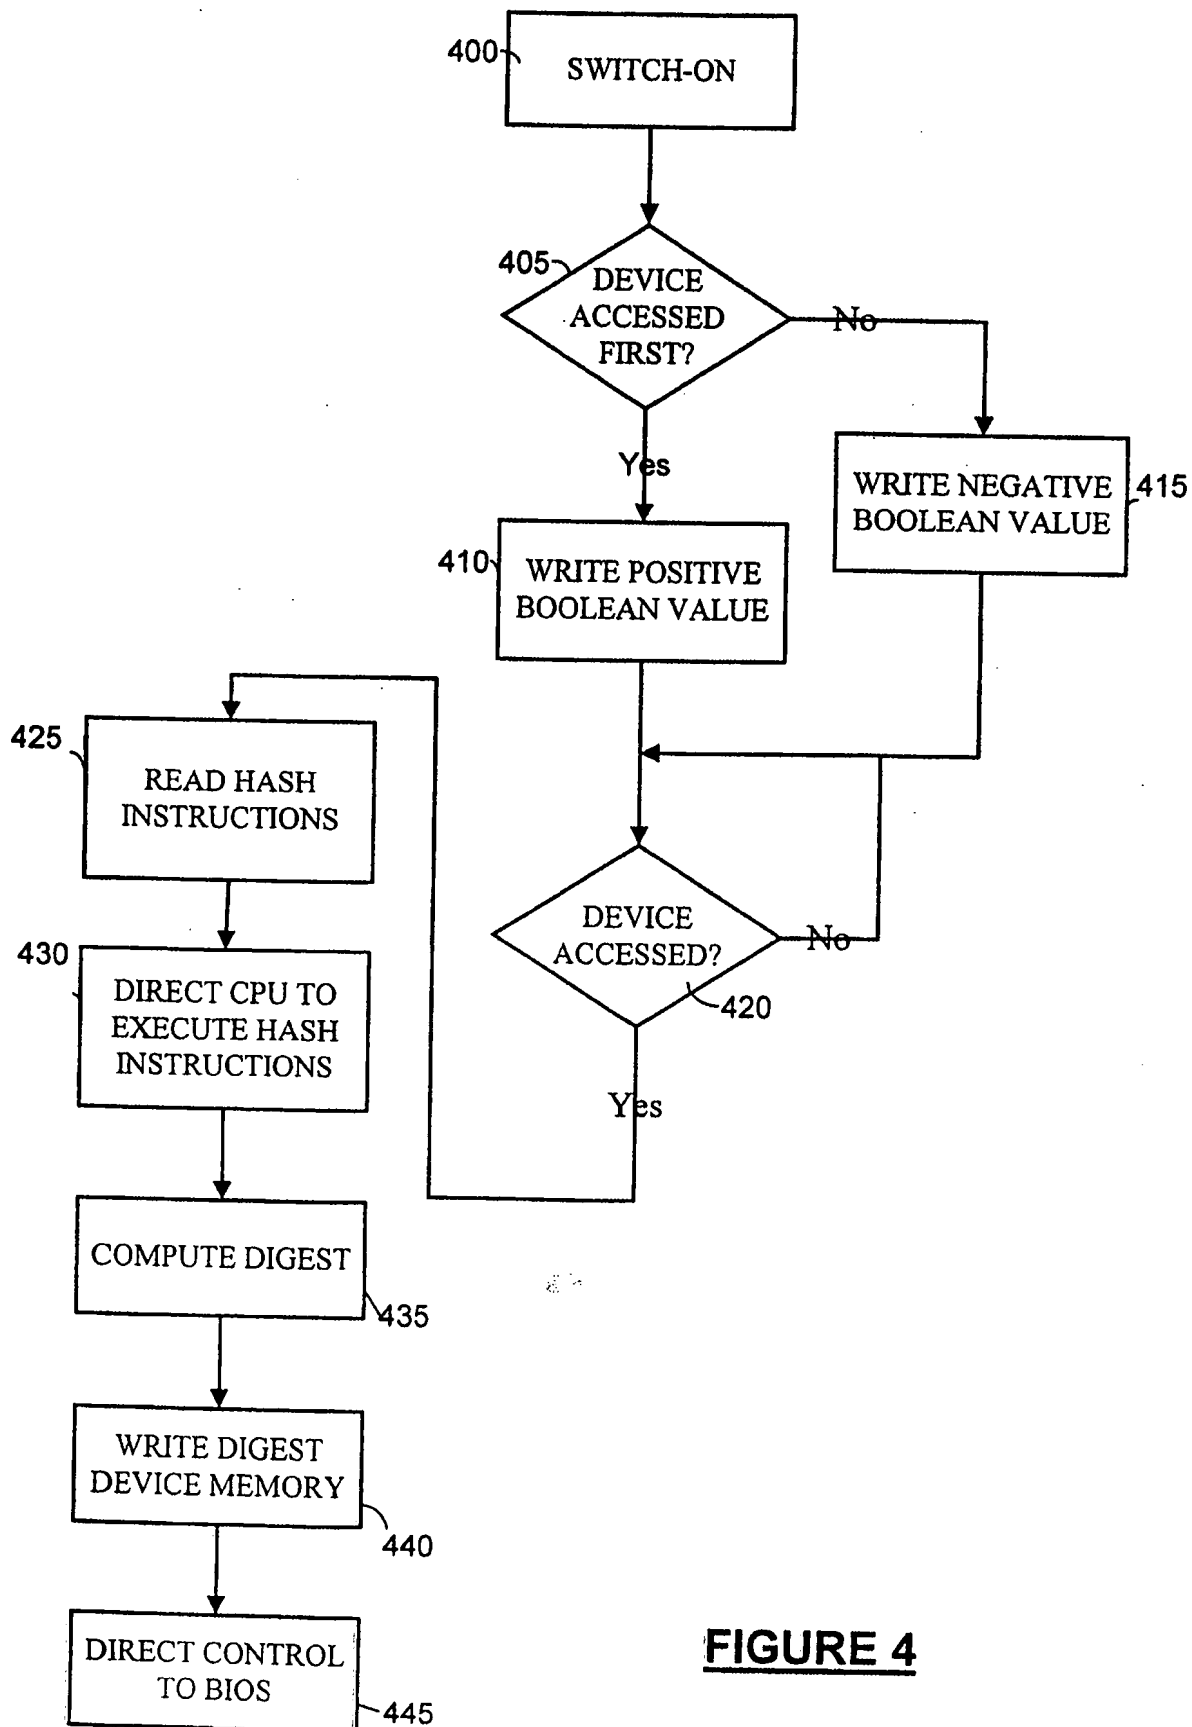 400
SWITCH-ON
405
DEVICE
ACCESSED
FIRST?
No
Yes
WRITE NEGATIVE
BOOLEAN VALUE
415
410
WRITE POSITIVE
BOOLEAN VALUE
425
READ HASH
INSTRUCTIONS
DEVICE
ACCESSED?
No
420
Yes
430
DIRECT CPU TO
EXECUTE HASH
INSTRUCTIONS
COMPUTE DIGEST
435
WRITE DIGEST
DEVICE MEMORY
440
DIRECT CONTROL
TO BIOS
445
FIGURE 4